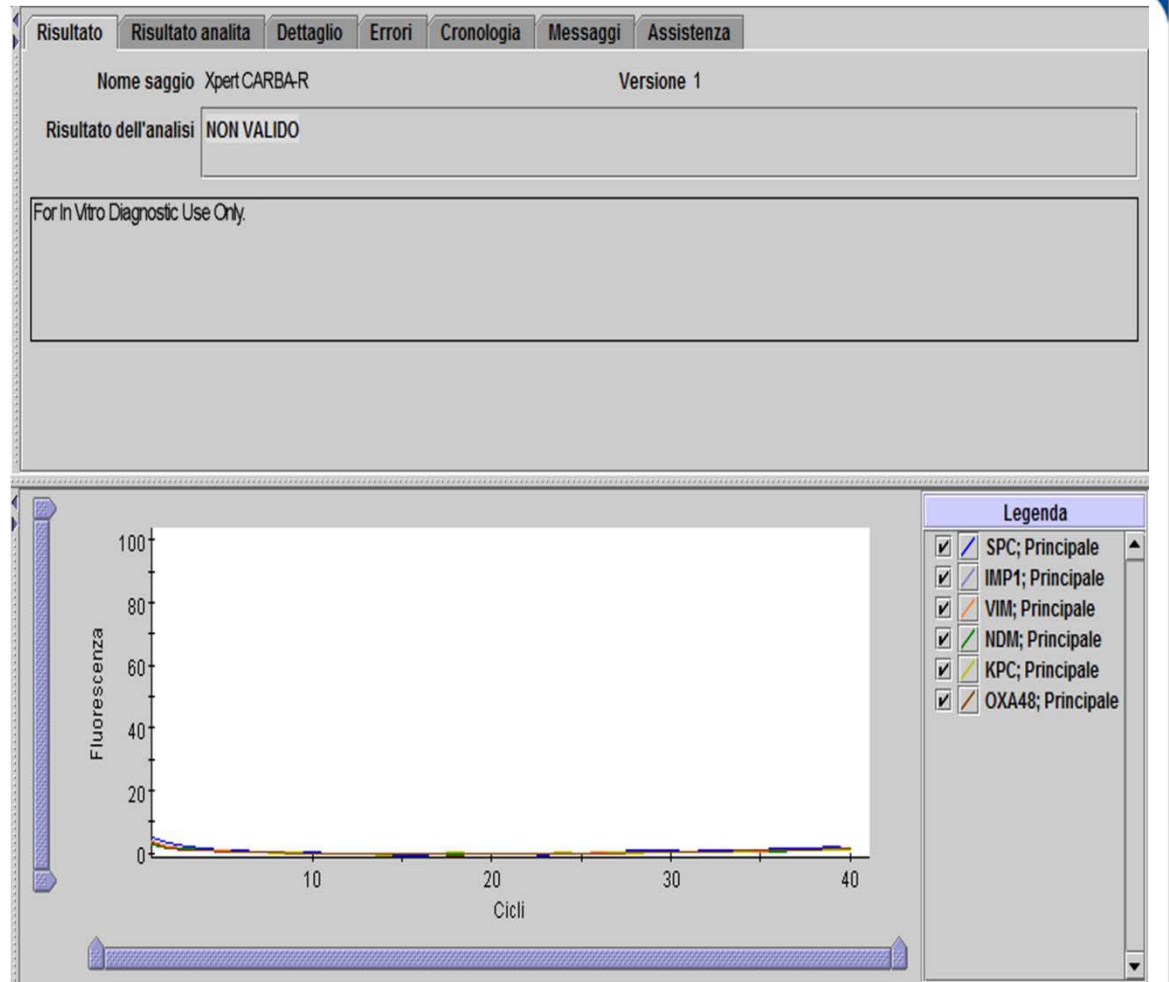 Risultato Risultato analita Dettaglio Errori Cronologia Messaggi Assistenza
Nome saggio Xpert CARBA-R Versione 1
Risultato dell'analisi NON VALIDO
For In Vitro Diagnostic Use Only.
Legenda
SPC; Principale
IMP1; Principale
VIM; Principale
NDM; Principale
KPC; Principale
OXA48; Principale
Fluorescenza
100
80
60
40
20
0
10 20 30 40
Cicli